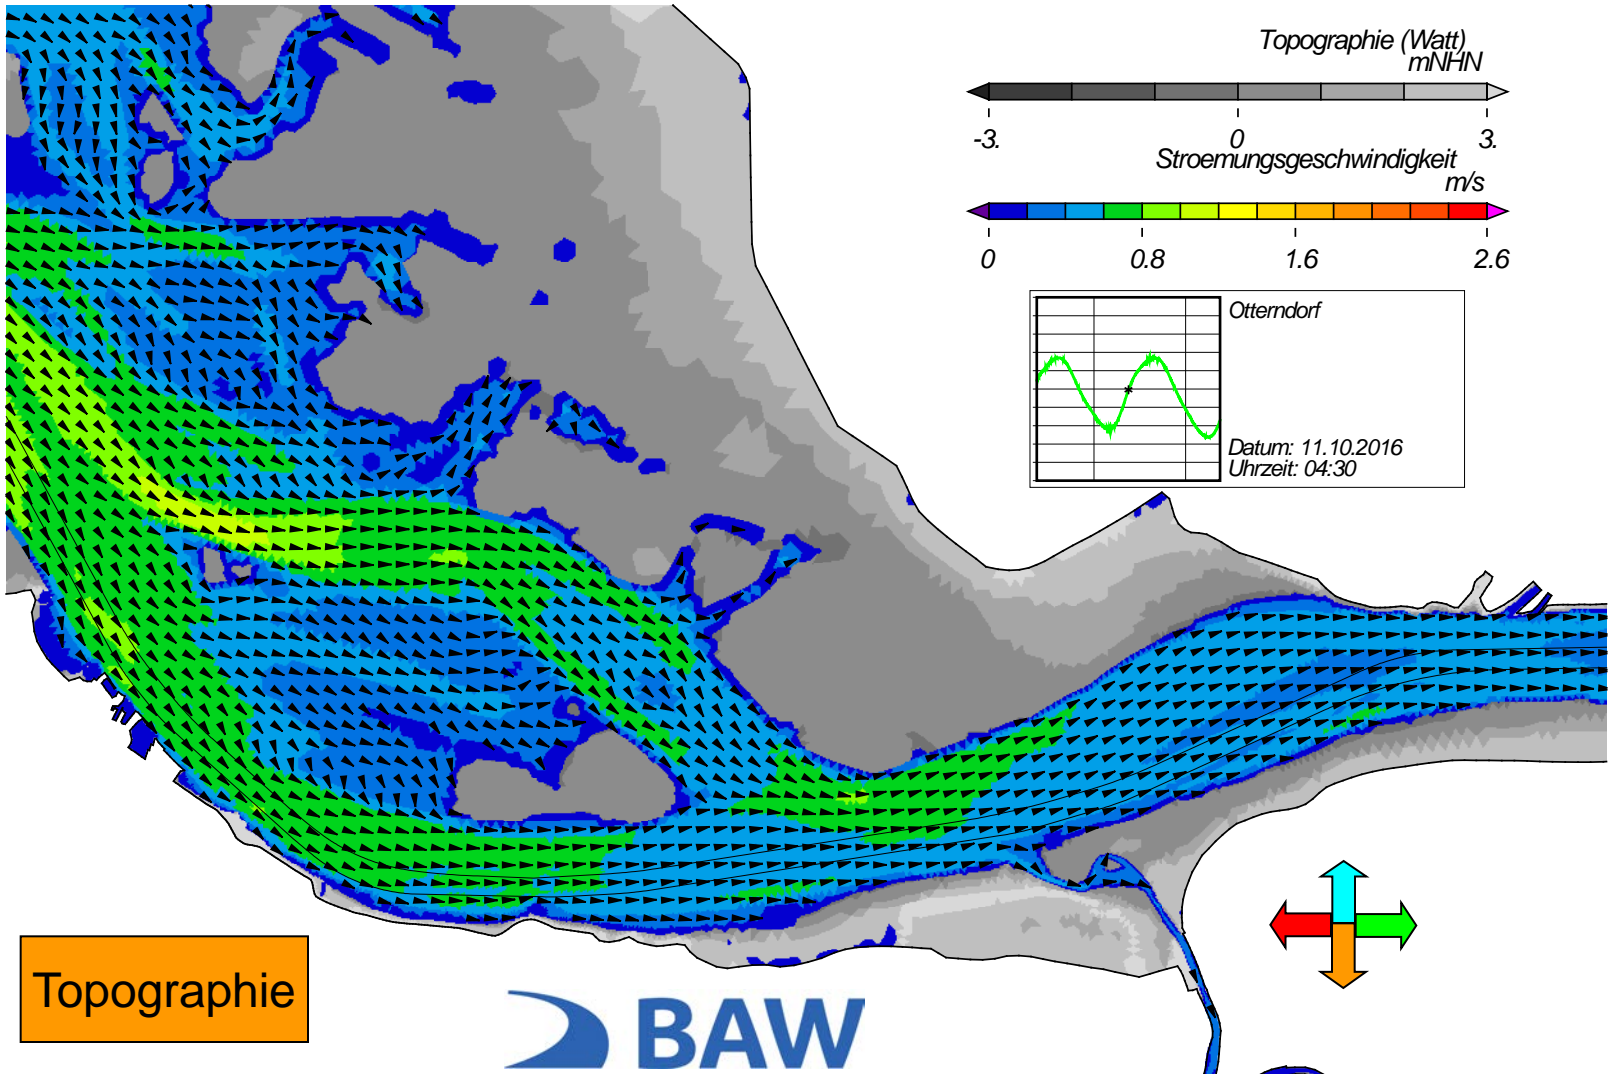 Topographie (Watt)
mNHN
-3. 0 3.
Stroemungsgeschwindigkeit
m/s
0 0.8 1.6 2.6
Otterndorf
Datum: 11.10.2016
Uhrzeit: 04:30
Topographie
BAW